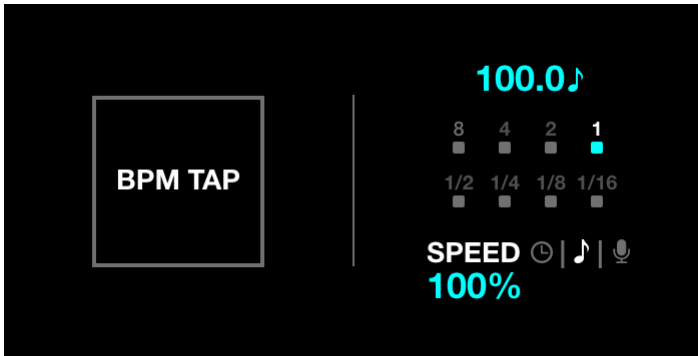 BPM TAP
100.0♪
8 4 2 1
1/2 1/4 1/8 1/16
SPEED | ♪ |
100%